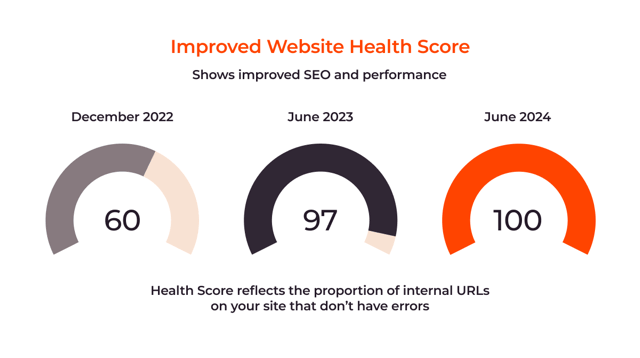 Improved Website Health Score
Shows improved SEO and performance
December 2022
June 2023
June 2024
60
97
100
Health Score reflects the proportion of internal URLs
on your site that don’t have errors